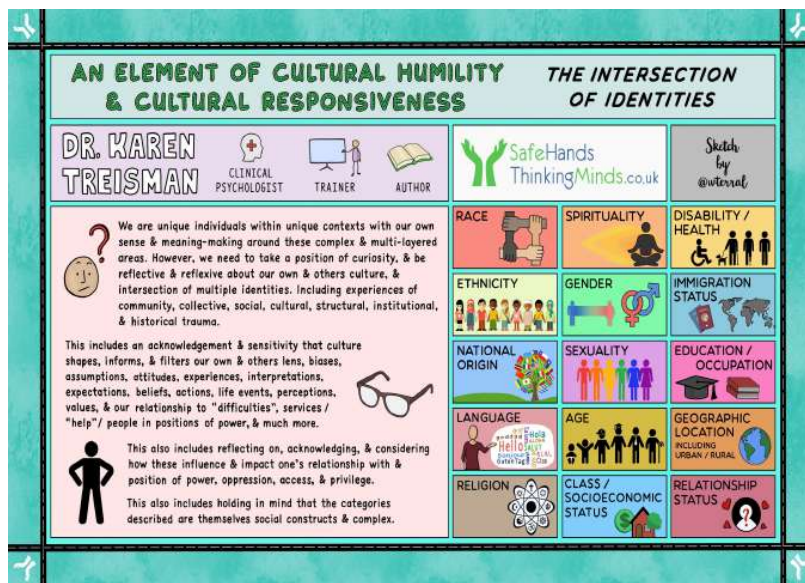 AN ELEMENT OF CULTURAL HUMILITY
& CULTURAL RESPONSIVENESS
THE INTERSECTION
OF IDENTITIES
DR. KAREN
TREISMAN
CLINICAL
PSYCHOLOGIST
TRAINER
AUTHOR
SafeHands
ThinkingMinds.co.uk
Sketch
by
@wterral
We are unique individuals within unique contexts with our own
sense & meaning-making around these complex & multi-layered
areas. However, we need to take a position of curiosity, & be
reflective & reflexive about our own & others culture, &
intersection of multiple identities. Including experiences of
community, collective, social, cultural, structural, institutional,
& historical trauma.
This includes an acknowledgement & sensitivity that culture
shapes, informs, & filters our own & others lens, biases,
assumptions, attitudes, experiences, interpretations,
expectations, beliefs, actions, life events, perceptions,
values, & our relationship to "difficulties", services /
"help"/ people in positions of power, & much more.
This also includes reflecting on, acknowledging, & considering
how these influence & impact one's relationship with &
position of power, oppression, access, & privilege.
This also includes holding in mind that the categories
described are themselves social constructs & complex.
RACE
SPIRITUALITY
DISABILITY /
HEALTH
ETHNICITY
GENDER
IMMIGRATION
STATUS
NATIONAL
ORIGIN
SEXUALITY
EDUCATION /
OCCUPATION
LANGUAGE
Hello
Hola
AGE
GEOGRAPHIC
LOCATION
INCLUDING
URBAN / RURAL
RELIGION
CLASS /
SOCIOECONOMIC
STATUS
RELATIONSHIP
STATUS